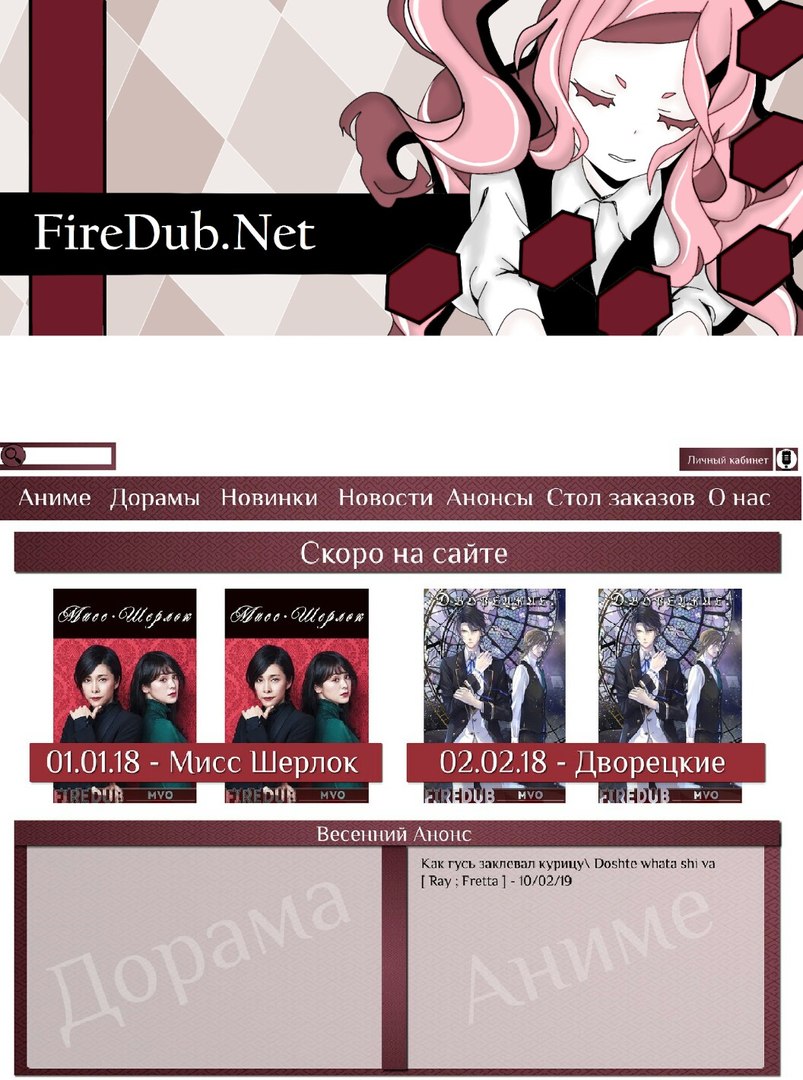 FireDub.Net
Личный кабинет
Аниме Дорамы Новинки Новости Анонсы Стол заказов О нас
Скоро на сайте
Мисс-Шерлок Мисс-Шерлок Дворецкие Дворецкие
01.01.18 - Мисс Шерлок 02.02.18 - Дворецкие
FIREDUB MVO FIREDUB MVO FIREDUB MVO FIREDUB MVO
Весенний Анонс
Как гусь заклевал курицу\ Doshte whata shi va
[ Ray ; Fretta ] - 10/02/19
Дорама Аниме